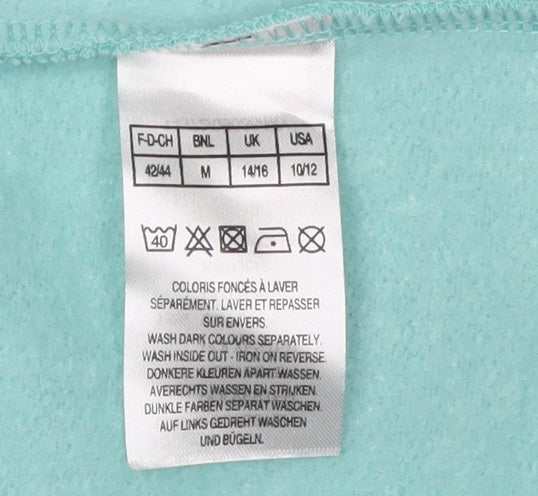 F-D-CH BNL UK USA
42/44 M 14/16 10/12
40
COLORIS FONCÉS À LAVER
SÉPARÉMENT. LAVER ET REPASSER
SUR ENVERS.
WASH DARK COLOURS SEPARATELY.
WASH INSIDE OUT - IRON ON REVERSE.
DONKERE KLEUREN APART WASSEN.
AVERECHTS WASSEN EN STRIJKEN.
DUNKLE FARBEN SEPARAT WASCHEN.
AUF LINKS GEDREHT WASCHEN
UND BÜGELN.